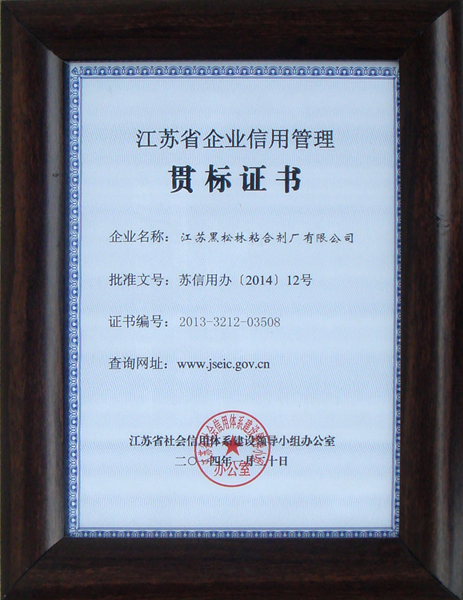 江苏省企业信用管理
贯标证书
企业名称：江苏黑松林粘合剂厂有限公司
批准文号：苏信用办〔2014〕12号
证书编号：2013-3212-03508
查询网址：www.jseic.gov.cn
江苏省社会信用体系建设领导小组办公室
二〇一四年一月二十日
办公室